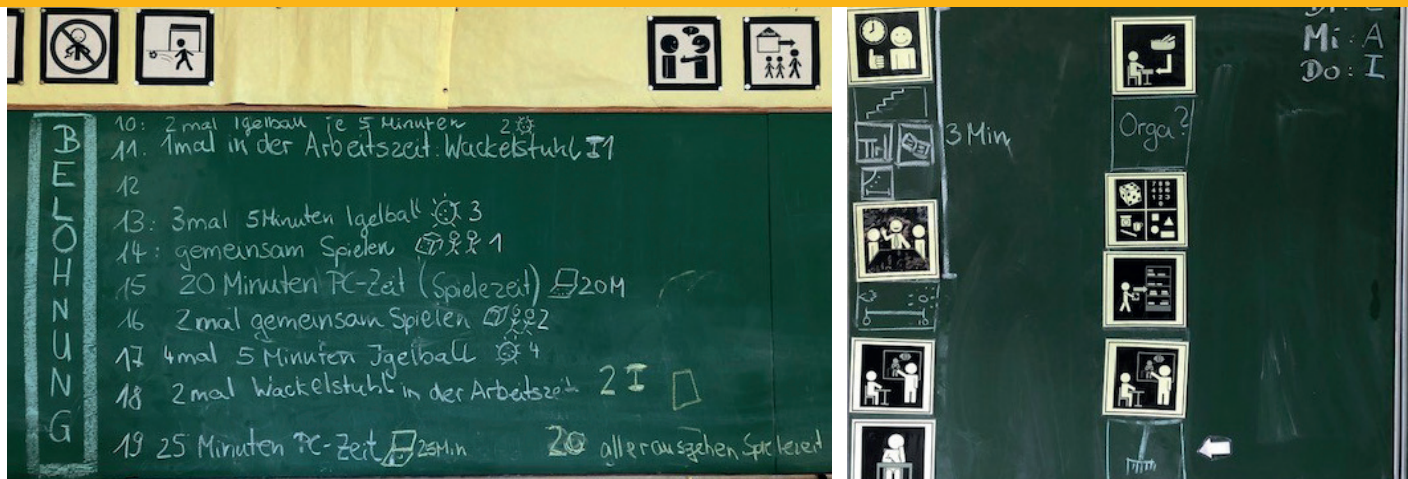 BELOHNUNG
10: 2mal Igelball je 5 Minuten 2
11: 1mal in der Arbeitszeit: Wackelstuhl 1
12
13: 3mal 5 Minuten Igelball 3
14: gemeinsam Spielen 1
15 20 Minuten PC-Zeit (Spielezeit) 20M
16 2mal gemeinsam Spielen 2
17 4mal 5 Minuten Igelball 4
18 2mal Wackelstuhl in der Arbeitszeit 2
19 25 Minuten PC-Zeit 25Min
20 Spielezeit
3 Min
Orga?
Mi: A
Do: I